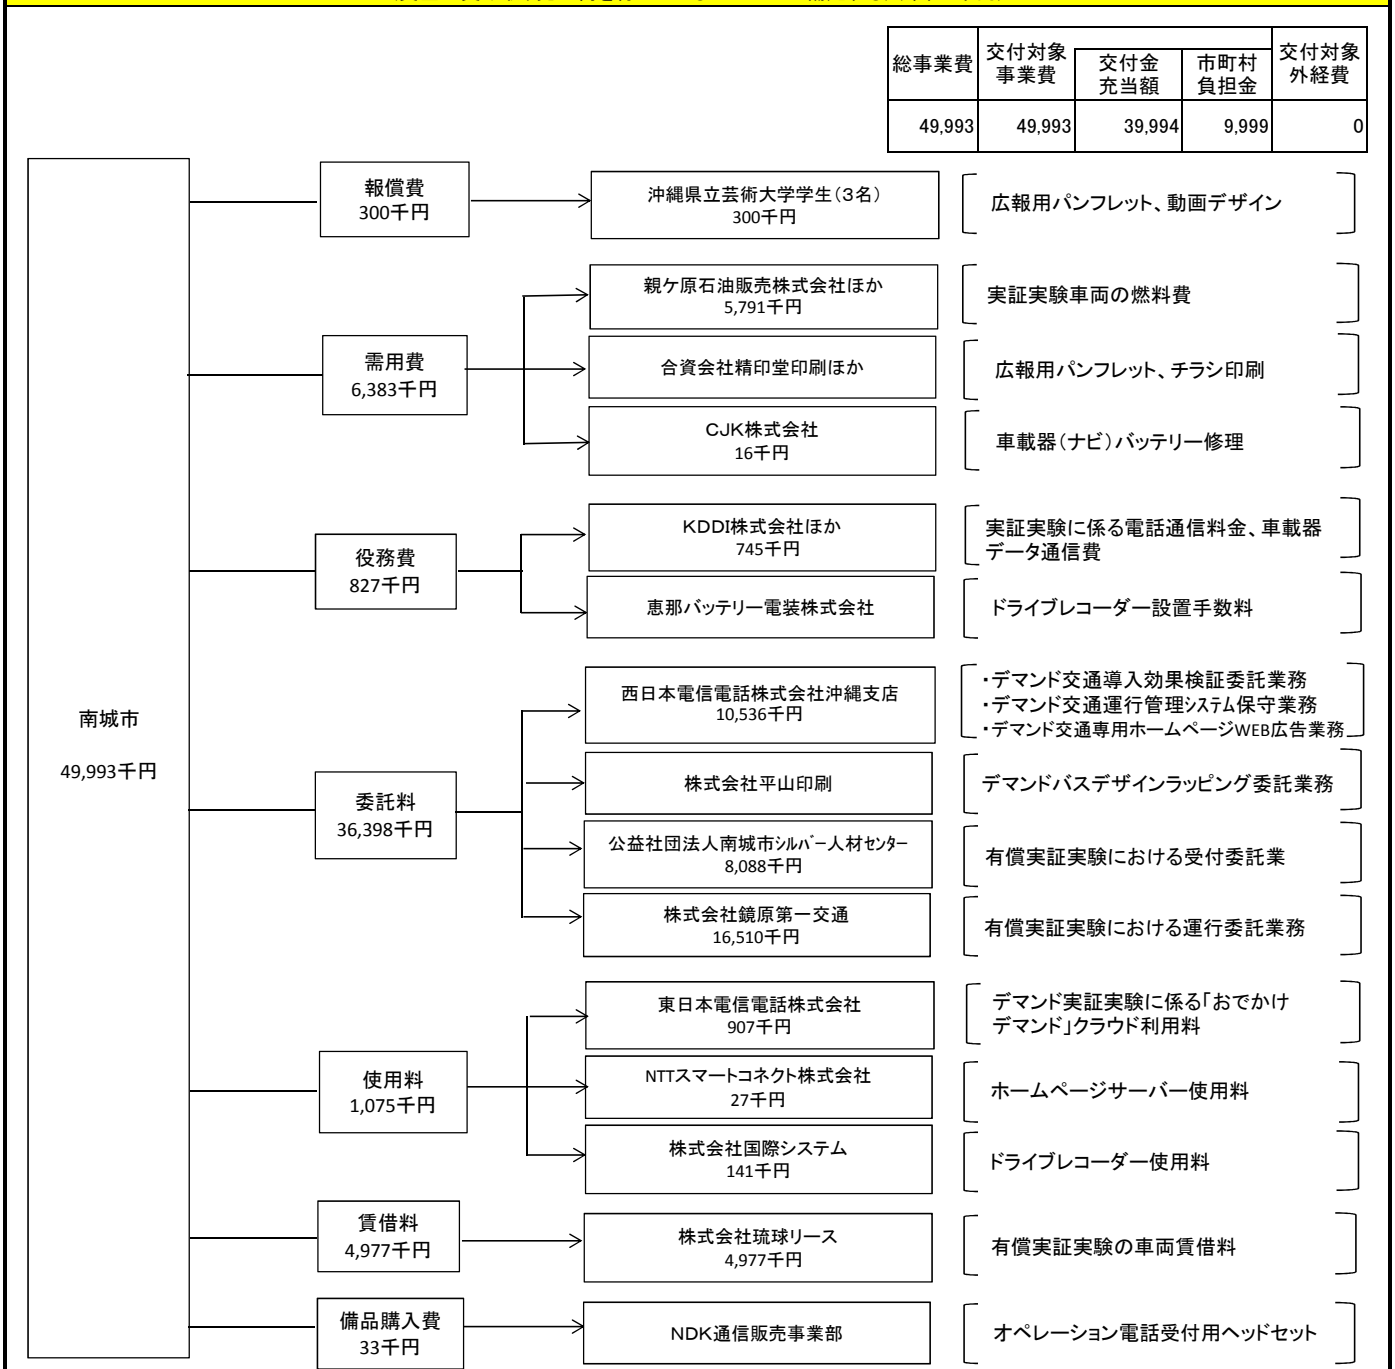 総事業費
交付対象
事業費
交付金
充当額
市町村
負担金
交付対象
外経費
49,993
49,993
39,994
9,999
0
南城市
49,993千円
報償費
300千円
沖縄県立芸術大学学生(3名)
300千円
広報用パンフレット、動画デザイン
需用費
6,383千円
親ケ原石油販売株式会社ほか
5,791千円
実証実験車両の燃料費
合資会社精印堂印刷ほか
広報用パンフレット、チラシ印刷
CJK株式会社
16千円
車載器(ナビ)バッテリー修理
役務費
827千円
KDDI株式会社ほか
745千円
実証実験に係る電話通信料金、車載器
データ通信費
恵那バッテリー電装株式会社
ドライブレコーダー設置手数料
委託料
36,398千円
西日本電信電話株式会社沖縄支店
10,536千円
・デマンド交通導入効果検証委託業務
・デマンド交通運行管理システム保守業務
・デマンド交通専用ホームページWEB広告業務
株式会社平山印刷
デマンドバスデザインラッピング委託業務
公益社団法人南城市シルバー人材センター
8,088千円
有償実証実験における受付委託業
株式会社鏡原第一交通
16,510千円
有償実証実験における運行委託業務
使用料
1,075千円
東日本電信電話株式会社
907千円
デマンド実証実験に係る「おでかけ
デマンド」クラウド利用料
NTTスマートコネクト株式会社
27千円
ホームページサーバー使用料
株式会社国際システム
141千円
ドライブレコーダー使用料
賃借料
4,977千円
株式会社琉球リース
4,977千円
有償実証実験の車両賃借料
備品購入費
33千円
NDK通信販売事業部
オペレーション電話受付用ヘッドセット